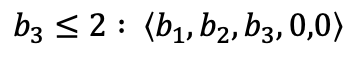 b₃ ≤ 2 : ⟨b₁, b₂, b₃, 0,0⟩